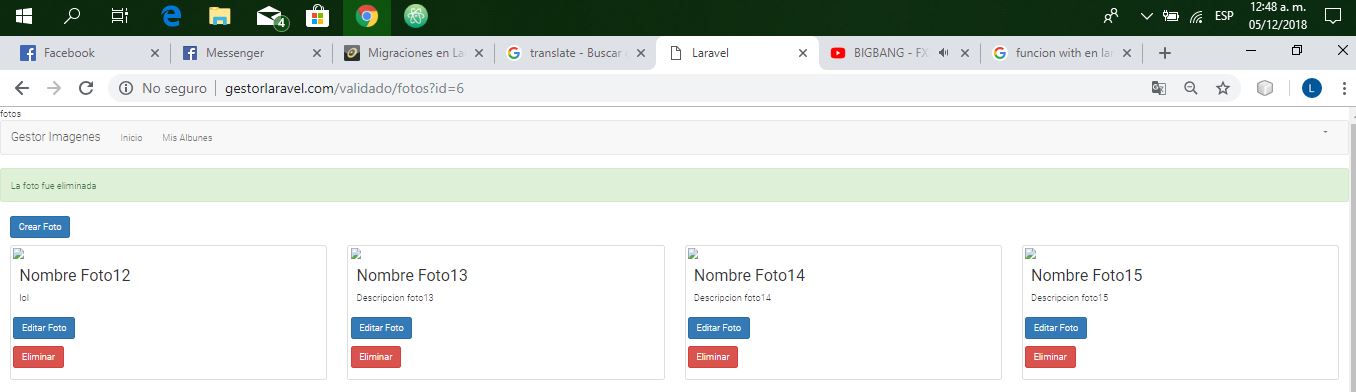 4
ESP
12:48 a. m.
05/12/2018
Facebook
Messenger
Migraciones en La
translate - Buscar
Laravel
BIGBANG - FX
funcion with en lar
No seguro
gestorlaravel.com/validado/fotos?id=6
L
fotos
Gestor Imagenes Inicio Mis Albunes
La foto fue eliminada
Crear Foto
Nombre Foto12
lol
Editar Foto
Eliminar
Nombre Foto13
Descripcion foto13
Editar Foto
Eliminar
Nombre Foto14
Descripcion foto14
Editar Foto
Eliminar
Nombre Foto15
Descripcion foto15
Editar Foto
Eliminar